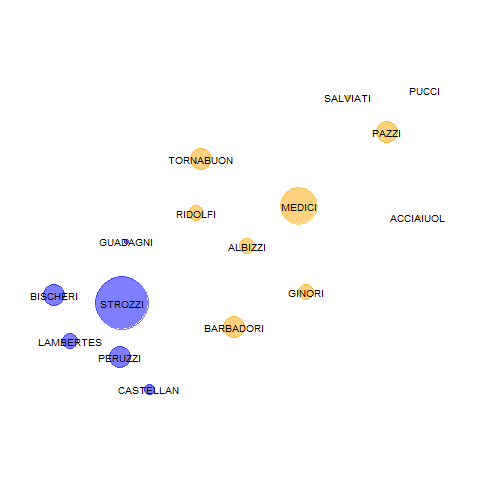 PUCCI
SALVIATI
PAZZI
TORNABUON
MEDICI
RIDOLFI
ACCIAIUOL
GUADAGNI
ALBIZZI
GINORI
BISCHERI
STROZZI
BARBADORI
LAMBERTES
PERUZZI
CASTELLAN